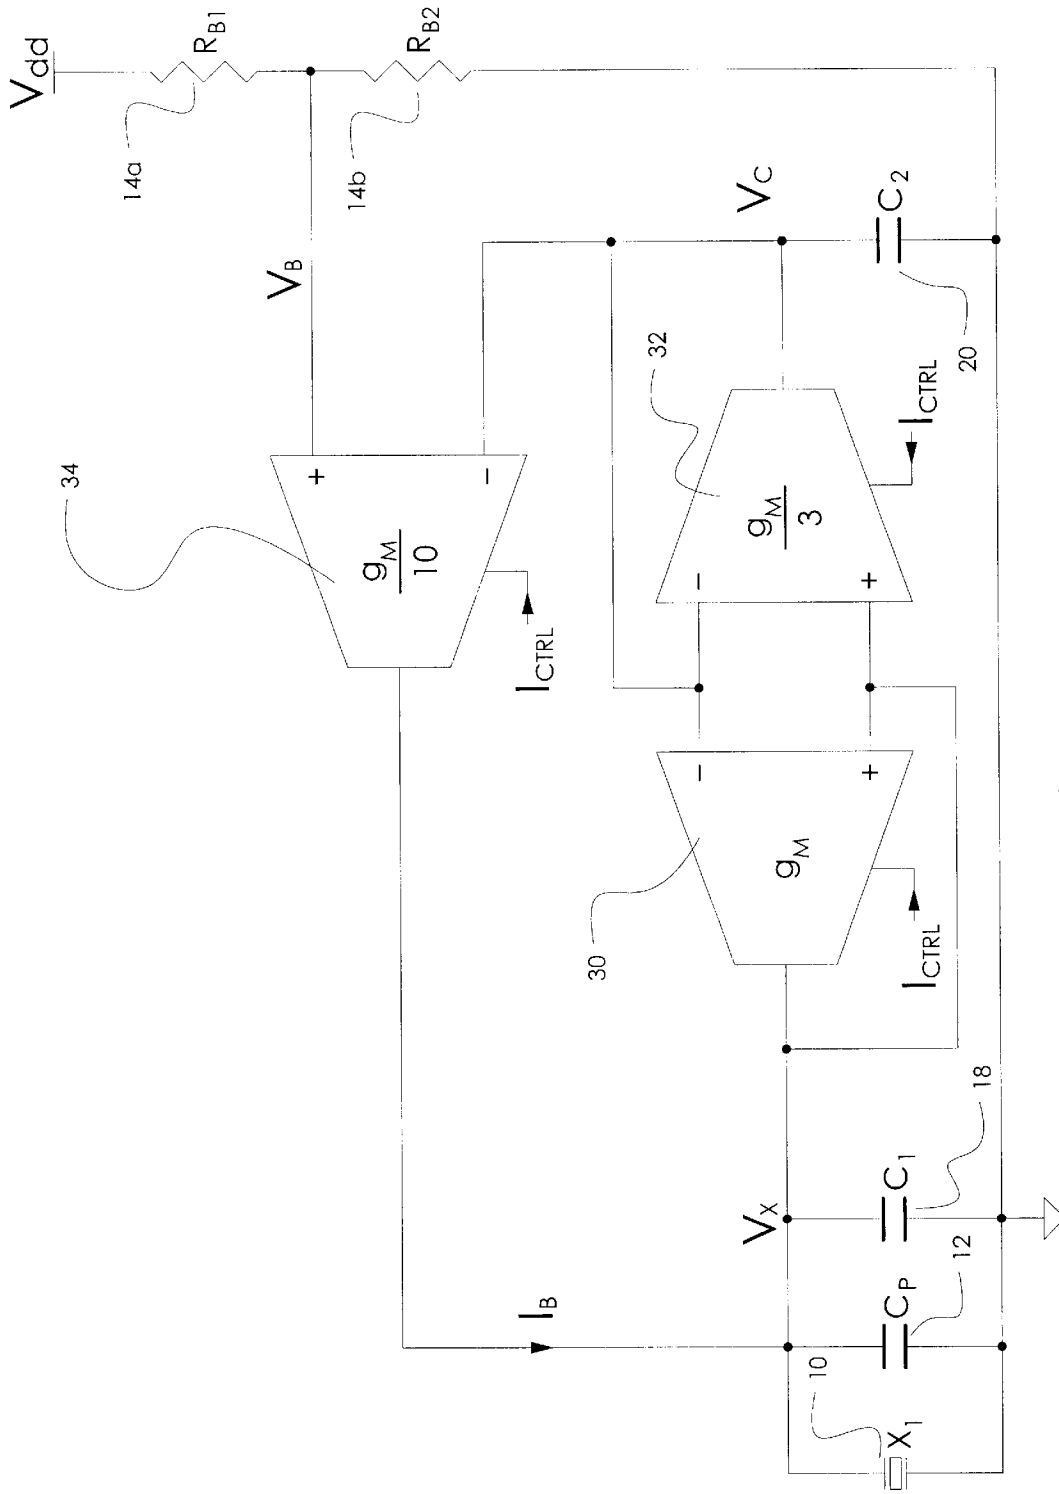 Vdd
RB1
14a
RB2
14b
VB
34
+
−
gM
10
ICTRL
VC
C2
20
32
gM
3
−
+
ICTRL
30
gM
−
+
ICTRL
IB
VX
C1
18
CP
12
10
X1